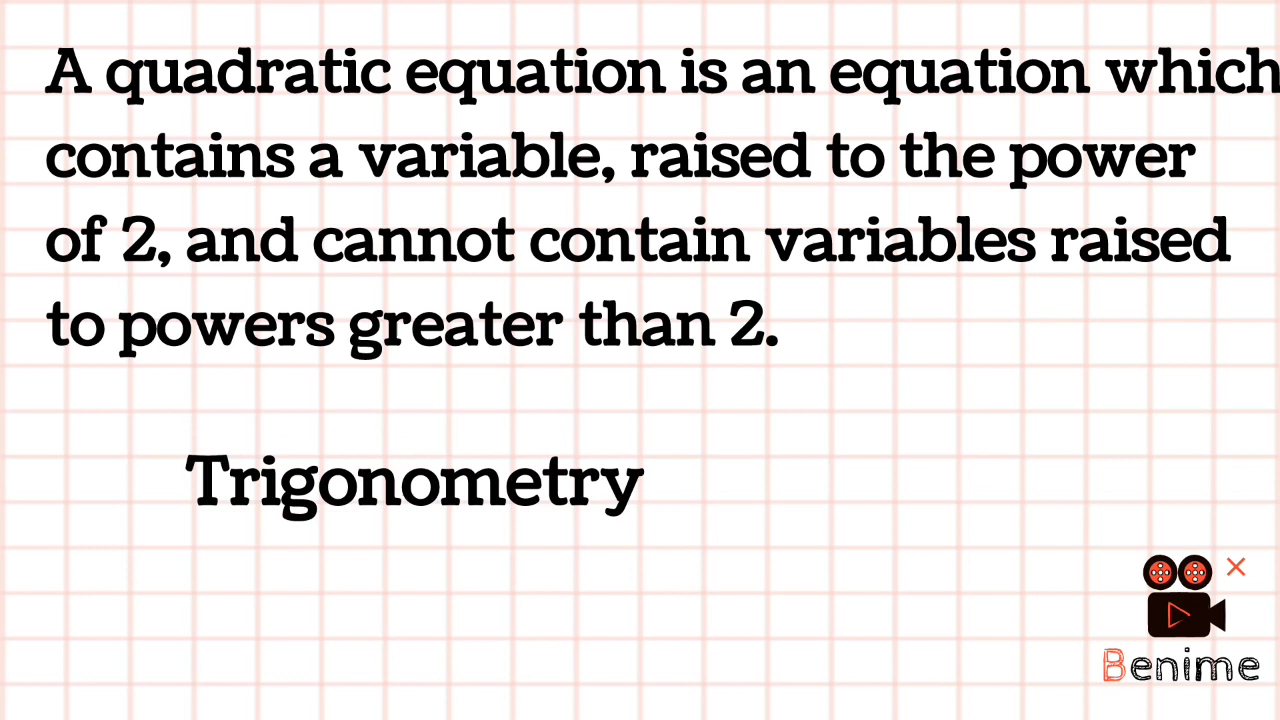 A quadratic equation is an equation which
contains a variable, raised to the power
of 2, and cannot contain variables raised
to powers greater than 2.
Trigonometry
Benime